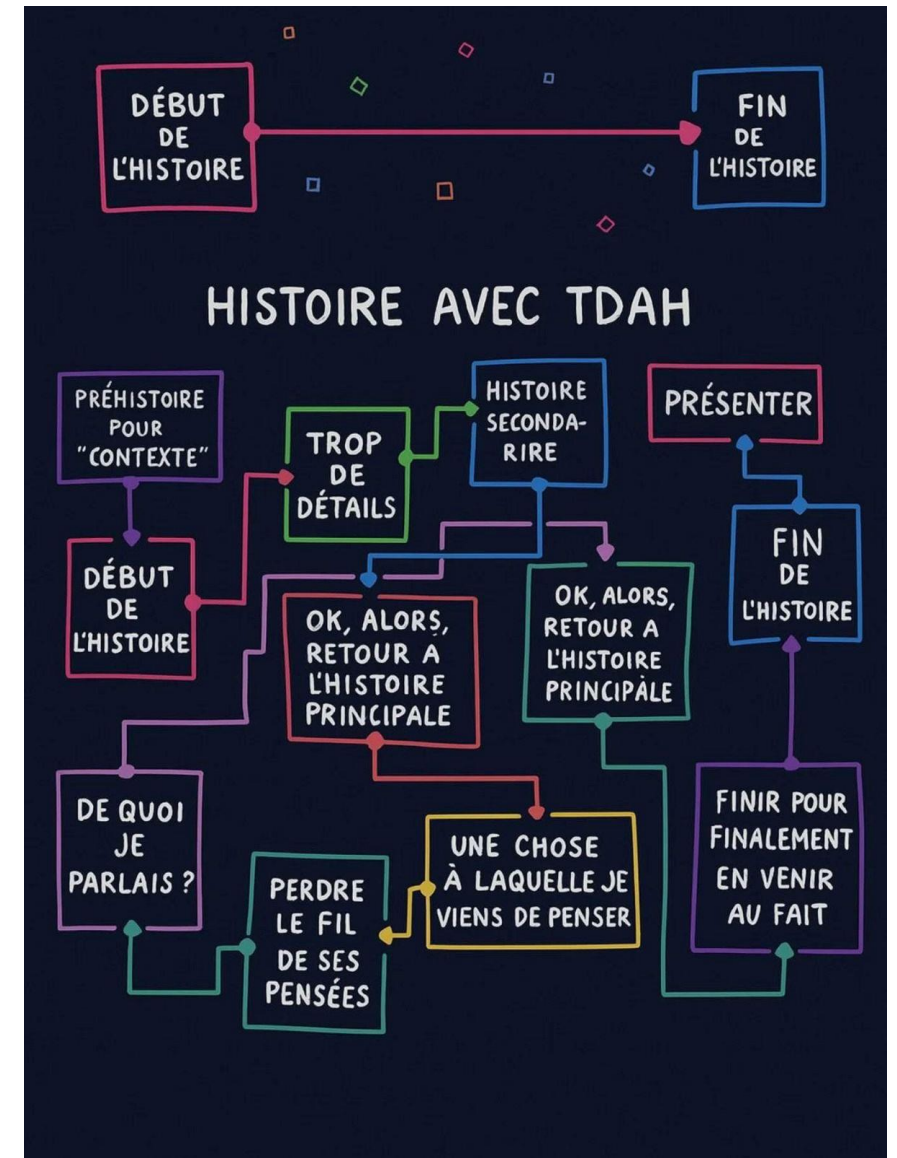 DÉBUT
DE
L'HISTOIRE
FIN
DE
L'HISTOIRE
HISTOIRE AVEC TDAH
PRÉHISTOIRE
POUR
"CONTEXTE"
DÉBUT
DE
L'HISTOIRE
TROP
DE
DÉTAILS
HISTOIRE
SECONDA-
RIRE
OK, ALORS,
RETOUR A
L'HISTOIRE
PRINCIPALE
UNE CHOSE
À LAQUELLE JE
VIENS DE PENSER
PERDRE
LE FIL
DE SES
PENSÉES
DE QUOI
JE
PARLAIS ?
OK, ALORS,
RETOUR A
L'HISTOIRE
PRINCIPALE
FINIR POUR
FINALEMENT
EN VENIR
AU FAIT
FIN
DE
L'HISTOIRE
PRÉSENTER